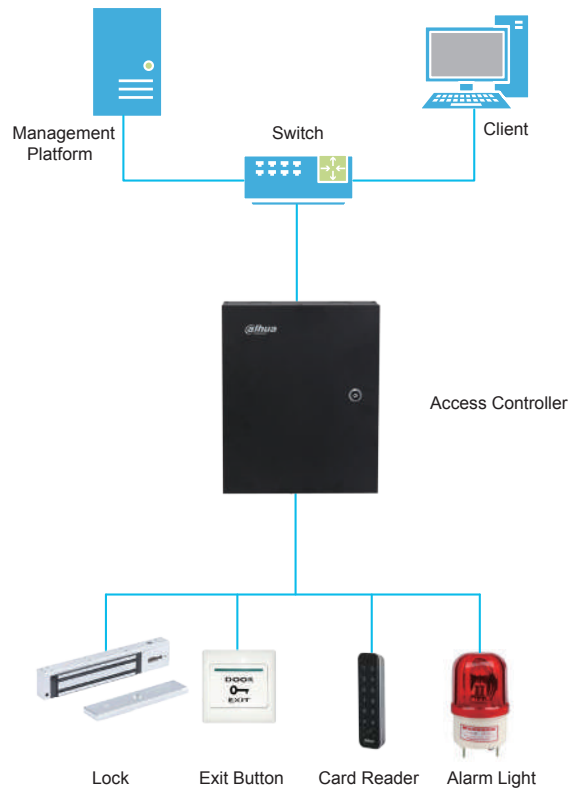 Management
Platform
Switch
Client
alhua
Access Controller
DOOR
EXIT
Lock
Exit Button
Card Reader
Alarm Light